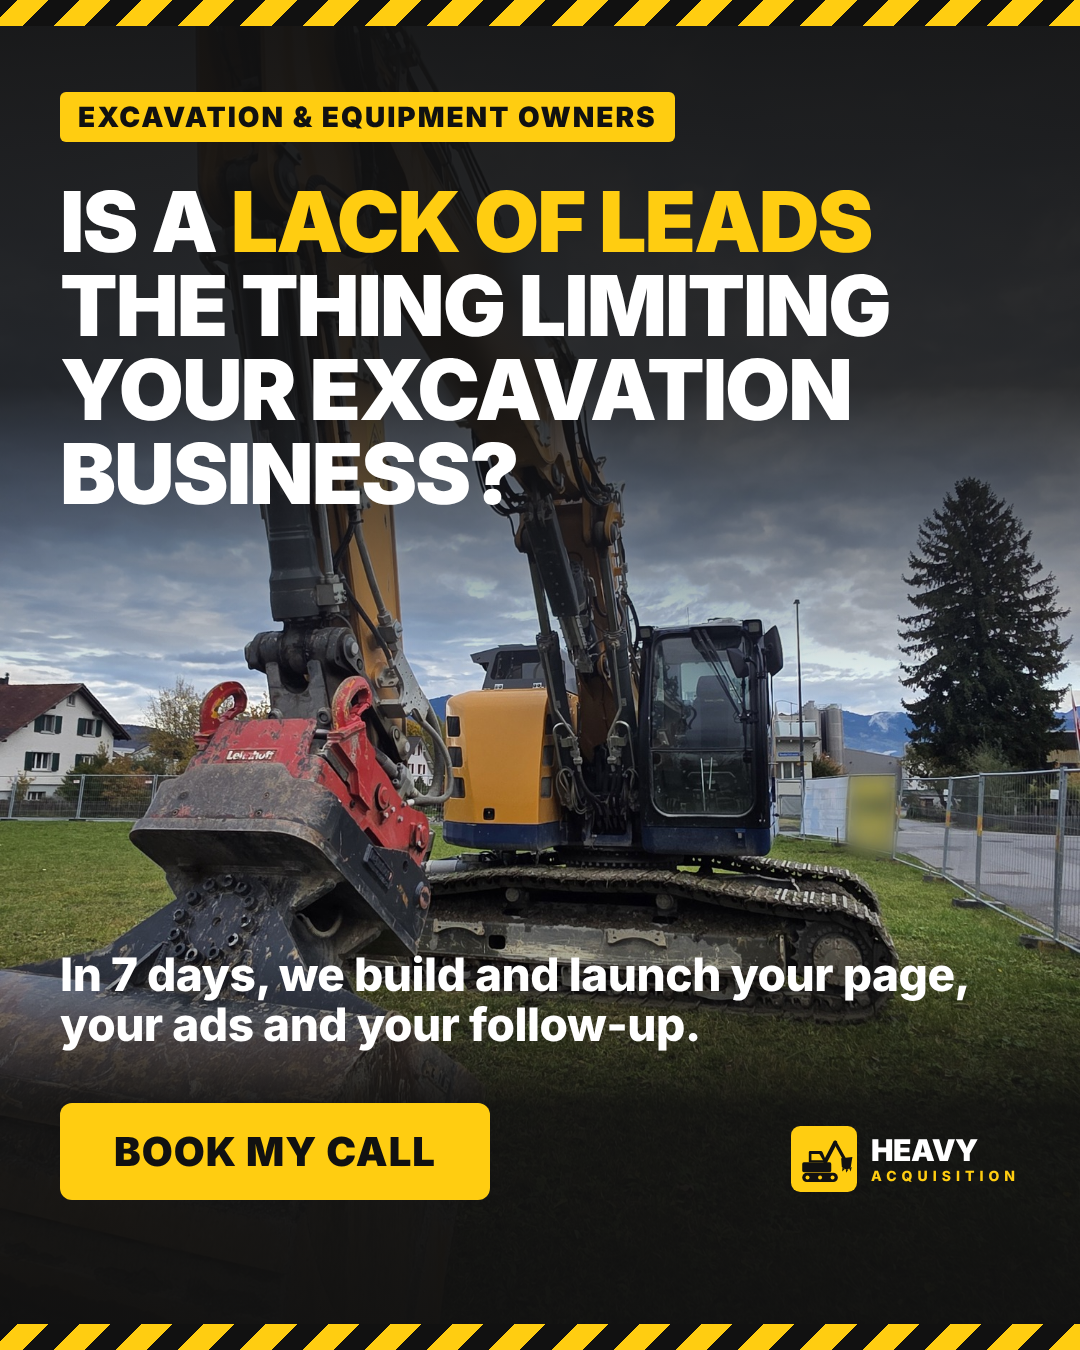 EXCAVATION & EQUIPMENT OWNERS
IS A LACK OF LEADS
THE THING LIMITING
YOUR EXCAVATION
BUSINESS?
Lehnhoff
In 7 days, we build and launch your page,
your ads and your follow-up.
BOOK MY CALL
HEAVY
ACQUISITION